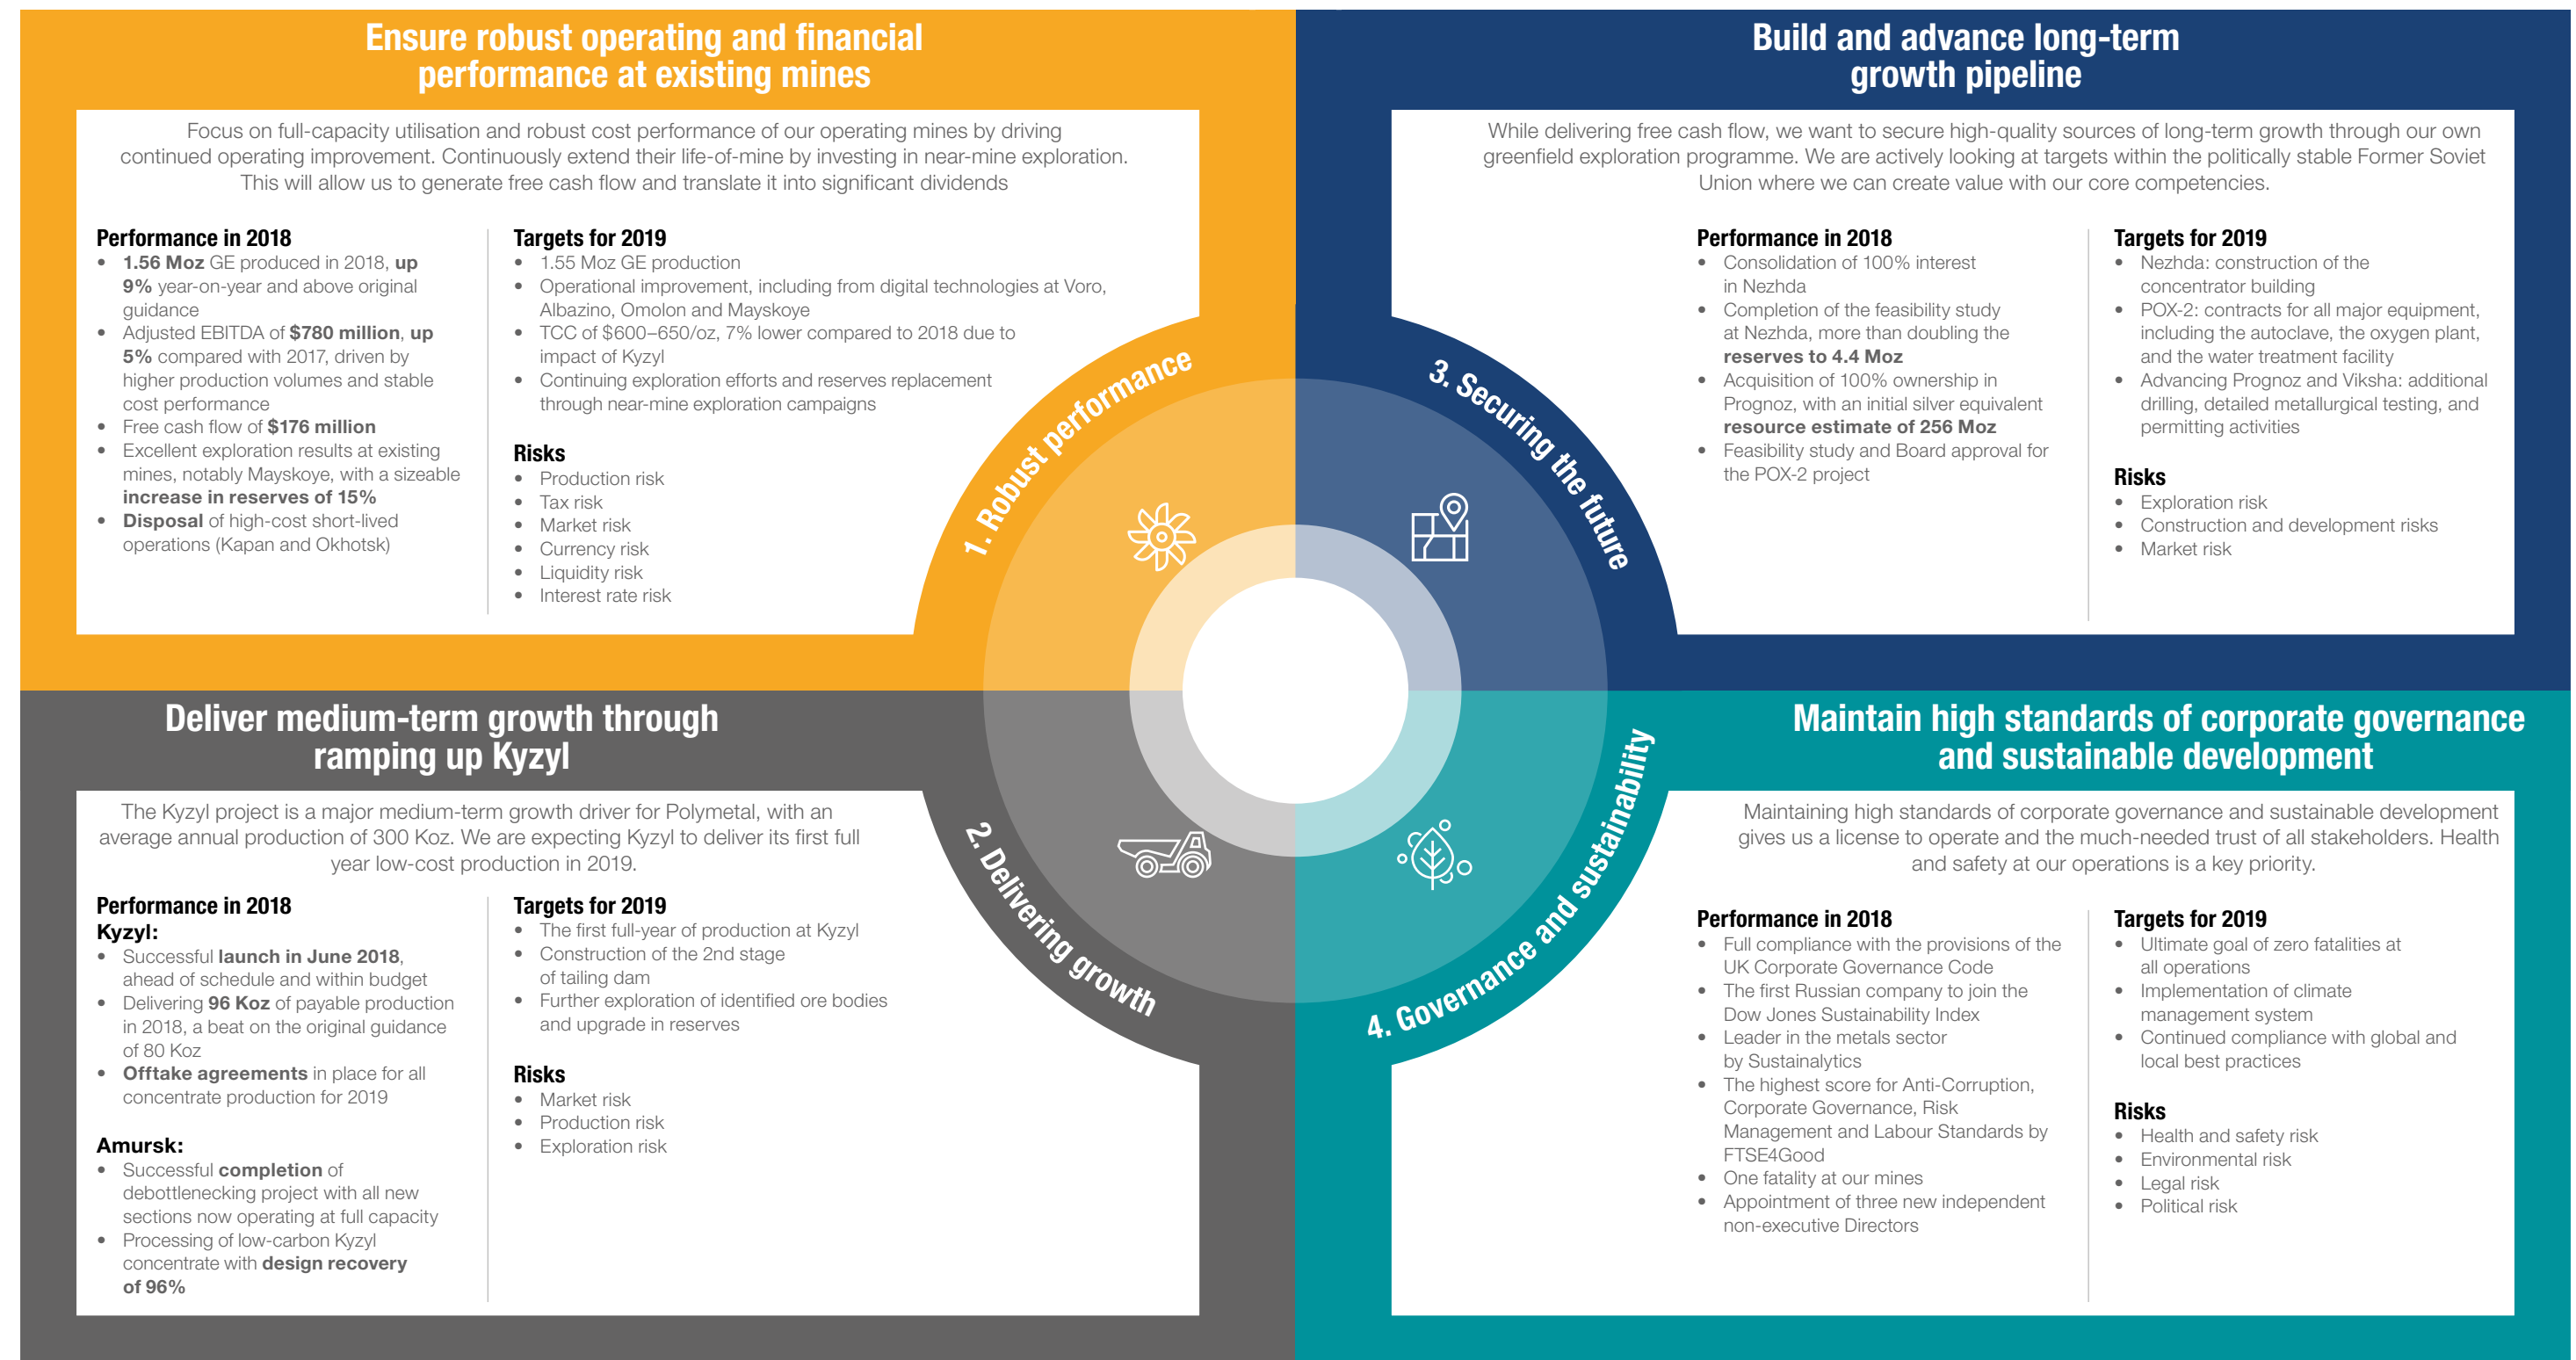 Ensure robust operating and financial
performance at existing mines
Focus on full-capacity utilisation and robust cost performance of our operating mines by driving
continued operating improvement. Continuously extend their life-of-mine by investing in near-mine exploration.
This will allow us to generate free cash flow and translate it into significant dividends
Performance in 2018
• 1.56 Moz GE produced in 2018, up
9% year-on-year and above original
guidance
• Adjusted EBITDA of $780 million, up
5% compared with 2017, driven by
higher production volumes and stable
cost performance
• Free cash flow of $176 million
• Excellent exploration results at existing
mines, notably Mayskoye, with a sizeable
increase in reserves of 15%
• Disposal of high-cost short-lived
operations (Kapan and Okhotsk)
Targets for 2019
• 1.55 Moz GE production
• Operational improvement, including from digital technologies at Voro,
Albazino, Omolon and Mayskoye
• TCC of $600–650/oz, 7% lower compared to 2018 due to
impact of Kyzyl
• Continuing exploration efforts and reserves replacement
through near-mine exploration campaigns
Risks
• Production risk
• Tax risk
• Market risk
• Currency risk
• Liquidity risk
• Interest rate risk
1. Robust performance
Deliver medium-term growth through
ramping up Kyzyl
The Kyzyl project is a major medium-term growth driver for Polymetal, with an
average annual production of 300 Koz. We are expecting Kyzyl to deliver its first full
year low-cost production in 2019.
Performance in 2018
Kyzyl:
• Successful launch in June 2018,
ahead of schedule and within budget
• Delivering 96 Koz of payable production
in 2018, a beat on the original guidance
of 80 Koz
• Offtake agreements in place for all
concentrate production for 2019
Amursk:
• Successful completion of
debottlenecking project with all new
sections now operating at full capacity
• Processing of low-carbon Kyzyl
concentrate with design recovery
of 96%
Targets for 2019
• The first full-year of production at Kyzyl
• Construction of the 2nd stage
of tailing dam
• Further exploration of identified ore bodies
and upgrade in reserves
Risks
• Market risk
• Production risk
• Exploration risk
2. Delivering growth
Build and advance long-term
growth pipeline
While delivering free cash flow, we want to secure high-quality sources of long-term growth through our own
greenfield exploration programme. We are actively looking at targets within the politically stable Former Soviet
Union where we can create value with our core competencies.
3. Securing the future
Performance in 2018
• Consolidation of 100% interest
in Nezhda
• Completion of the feasibility study
at Nezhda, more than doubling the
reserves to 4.4 Moz
• Acquisition of 100% ownership in
Prognoz, with an initial silver equivalent
resource estimate of 256 Moz
• Feasibility study and Board approval for
the POX-2 project
Targets for 2019
• Nezhda: construction of the
concentrator building
• POX-2: contracts for all major equipment,
including the autoclave, the oxygen plant,
and the water treatment facility
• Advancing Prognoz and Viksha: additional
drilling, detailed metallurgical testing, and
permitting activities
Risks
• Exploration risk
• Construction and development risks
• Market risk
Maintain high standards of corporate governance
and sustainable development
Maintaining high standards of corporate governance and sustainable development
gives us a license to operate and the much-needed trust of all stakeholders. Health
and safety at our operations is a key priority.
4. Governance and sustainability
Performance in 2018
• Full compliance with the provisions of the
UK Corporate Governance Code
• The first Russian company to join the
Dow Jones Sustainability Index
• Leader in the metals sector
by Sustainalytics
• The highest score for Anti-Corruption,
Corporate Governance, Risk
Management and Labour Standards by
FTSE4Good
• One fatality at our mines
• Appointment of three new independent
non-executive Directors
Targets for 2019
• Ultimate goal of zero fatalities at
all operations
• Implementation of climate
management system
• Continued compliance with global and
local best practices
Risks
• Health and safety risk
• Environmental risk
• Legal risk
• Political risk